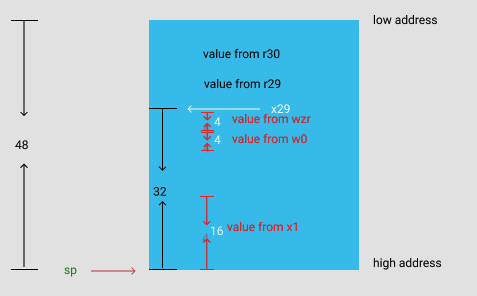 low address
value from r30
value from r29
x29
4 value from wzr
4 value from w0
48
32
16 value from x1
high address
sp